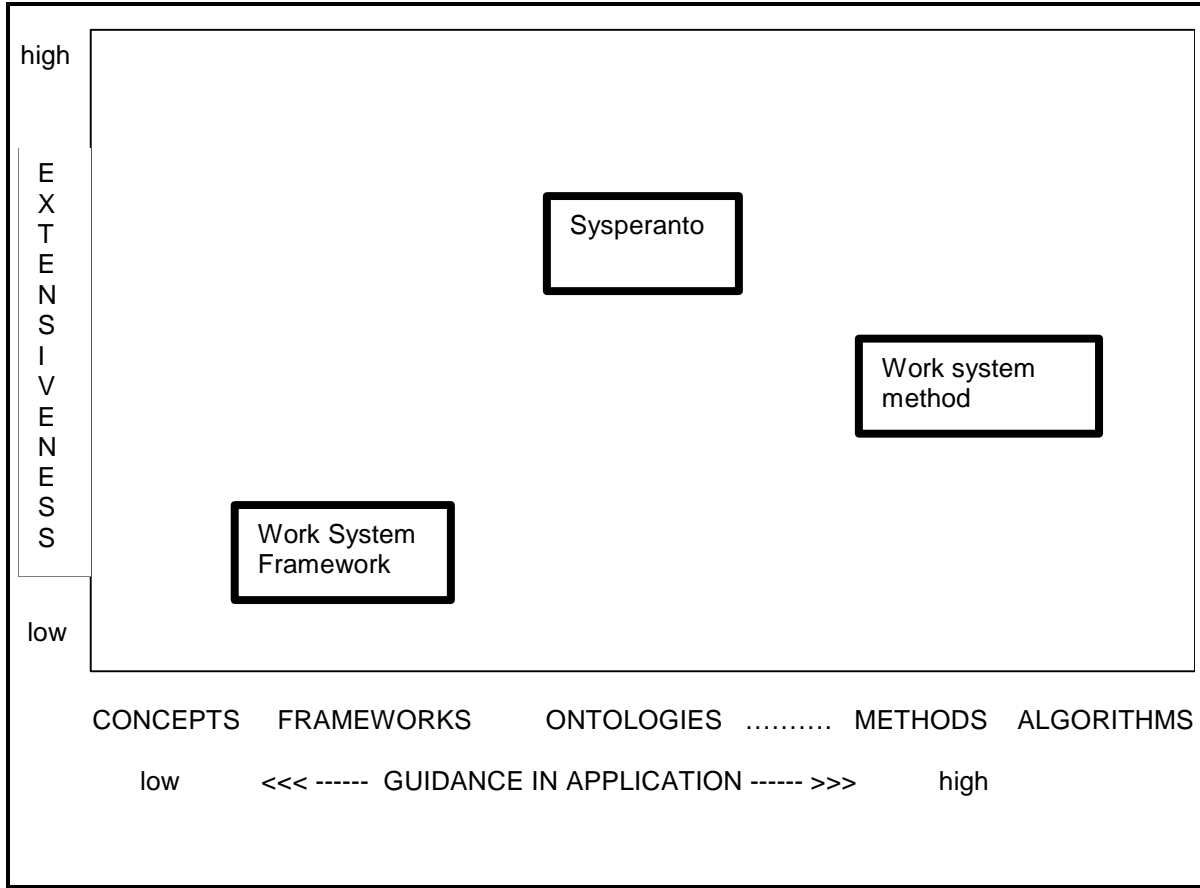 high
EXTENSIVENESS
Sysperanto
Work system
method
Work System
Framework
low
CONCEPTS FRAMEWORKS ONTOLOGIES .......... METHODS ALGORITHMS
low <<< ------ GUIDANCE IN APPLICATION ------ >>> high